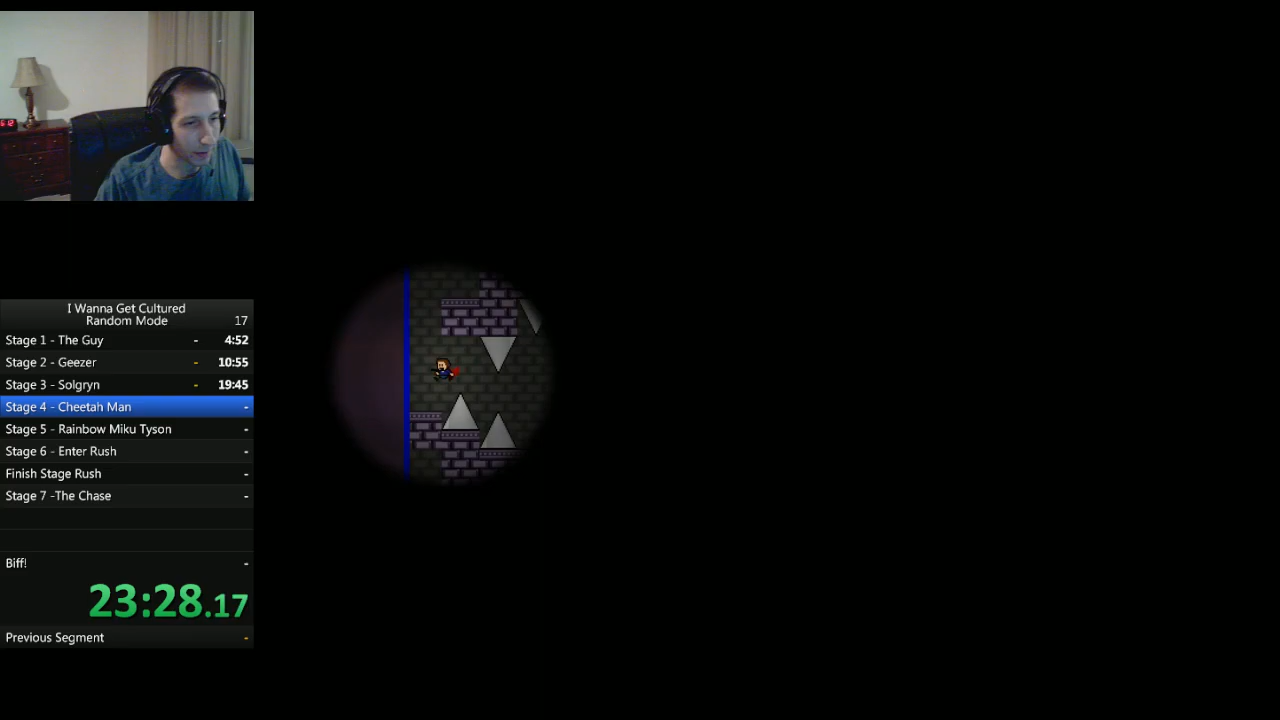 I Wanna Get Cultured
Random Mode 17
Stage 1 - The Guy - 4:52
Stage 2 - Geezer - 10:55
Stage 3 - Solgryn - 19:45
Stage 4 - Cheetah Man -
Stage 5 - Rainbow Miku Tyson -
Stage 6 - Enter Rush -
Finish Stage Rush -
Stage 7 -The Chase -
Biff! -
23:28.17
Previous Segment -